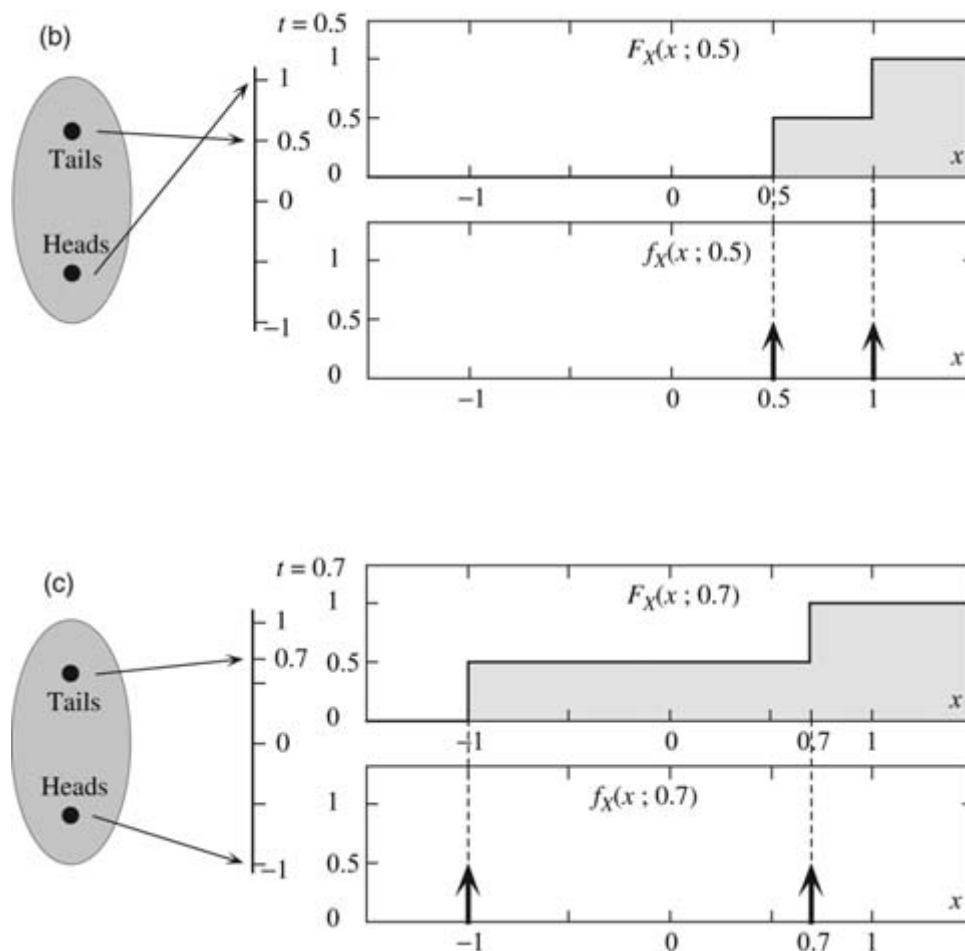 (b)
t = 0.5
1
0.5
0
−1
Tails
Heads
F_X(x ; 0.5)
1
0.5
0
x
−1 0 0.5 1
f_X(x ; 0.5)
1
0.5
0
x
−1 0 0.5 1
(c)
t = 0.7
1
0.7
0
−1
Tails
Heads
F_X(x ; 0.7)
1
0.5
0
x
−1 0 0.7 1
f_X(x ; 0.7)
1
0.5
0
x
−1 0 0.7 1